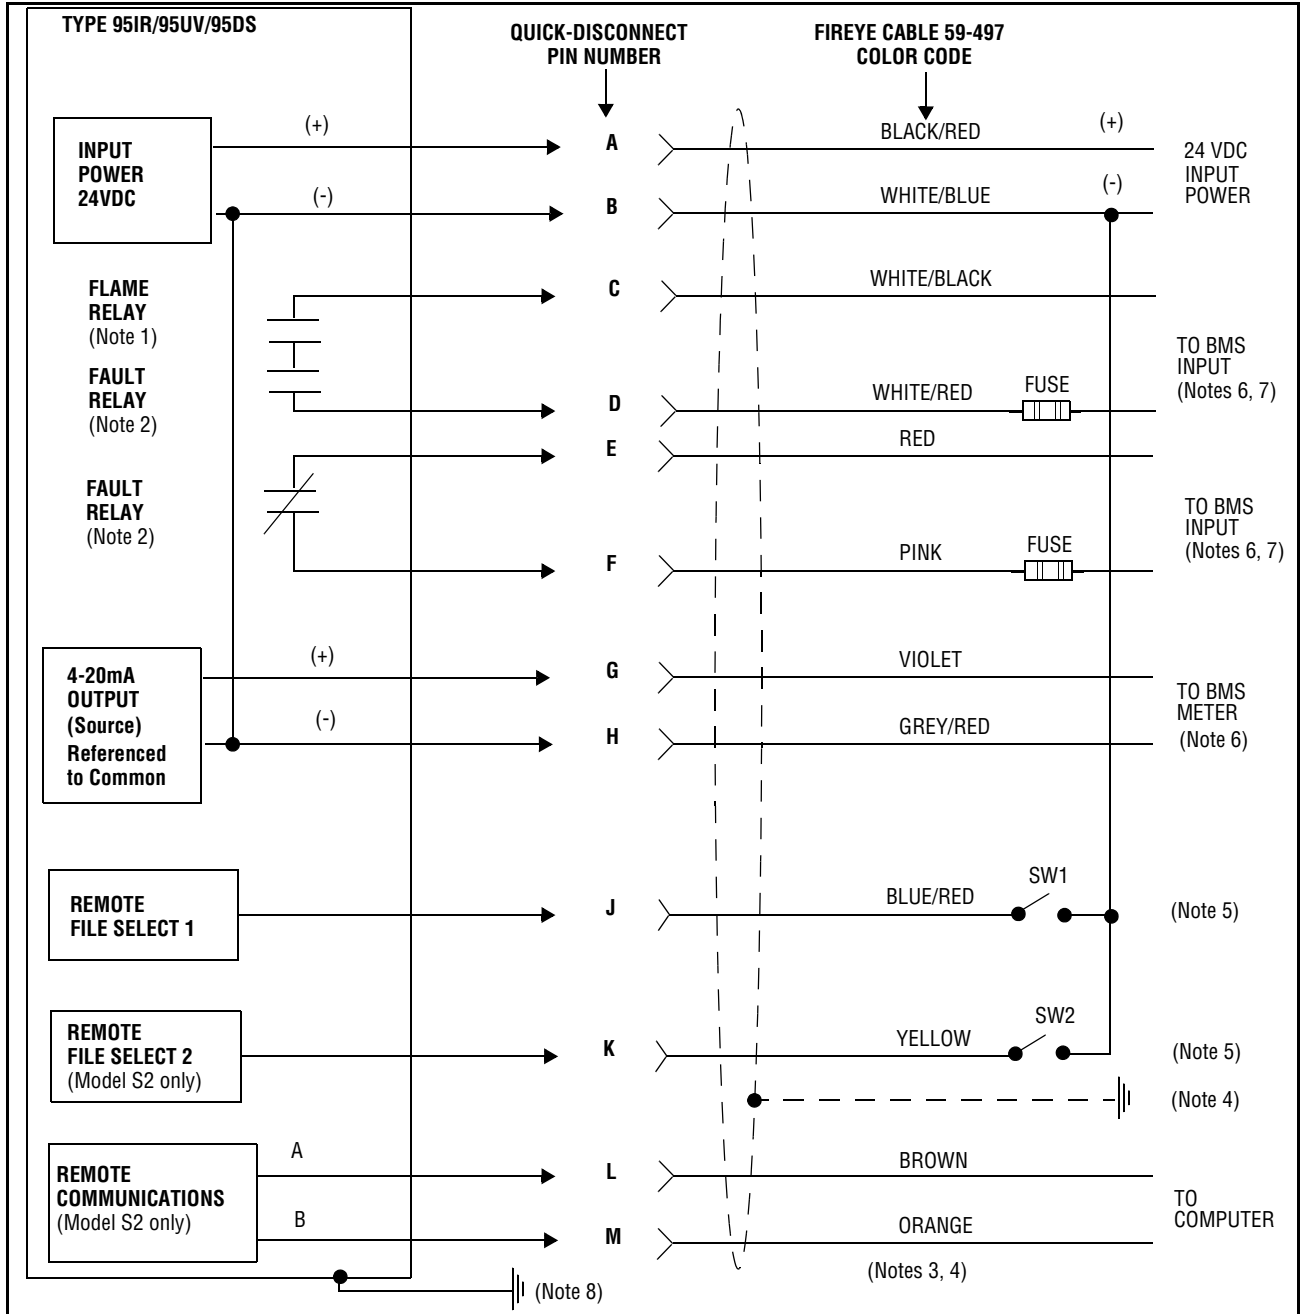 TYPE 95IR/95UV/95DS
QUICK-DISCONNECT
PIN NUMBER
FIREYE CABLE 59-497
COLOR CODE
INPUT
POWER
24VDC
(+)
A
BLACK/RED
(+)
24 VDC
INPUT
POWER
(-)
B
WHITE/BLUE
(-)
FLAME
RELAY
(Note 1)
C
WHITE/BLACK
FAULT
RELAY
(Note 2)
D
WHITE/RED
FUSE
TO BMS
INPUT
(Notes 6, 7)
E
RED
FAULT
RELAY
(Note 2)
F
PINK
FUSE
TO BMS
INPUT
(Notes 6, 7)
4-20mA
OUTPUT
(Source)
Referenced
to Common
(+)
G
VIOLET
(-)
H
GREY/RED
TO BMS
METER
(Note 6)
REMOTE
FILE SELECT 1
J
BLUE/RED
SW1
(Note 5)
REMOTE
FILE SELECT 2
(Model S2 only)
K
YELLOW
SW2
(Note 5)
(Note 4)
REMOTE
COMMUNICATIONS
(Model S2 only)
A
L
BROWN
B
M
ORANGE
TO
COMPUTER
(Notes 3, 4)
(Note 8)